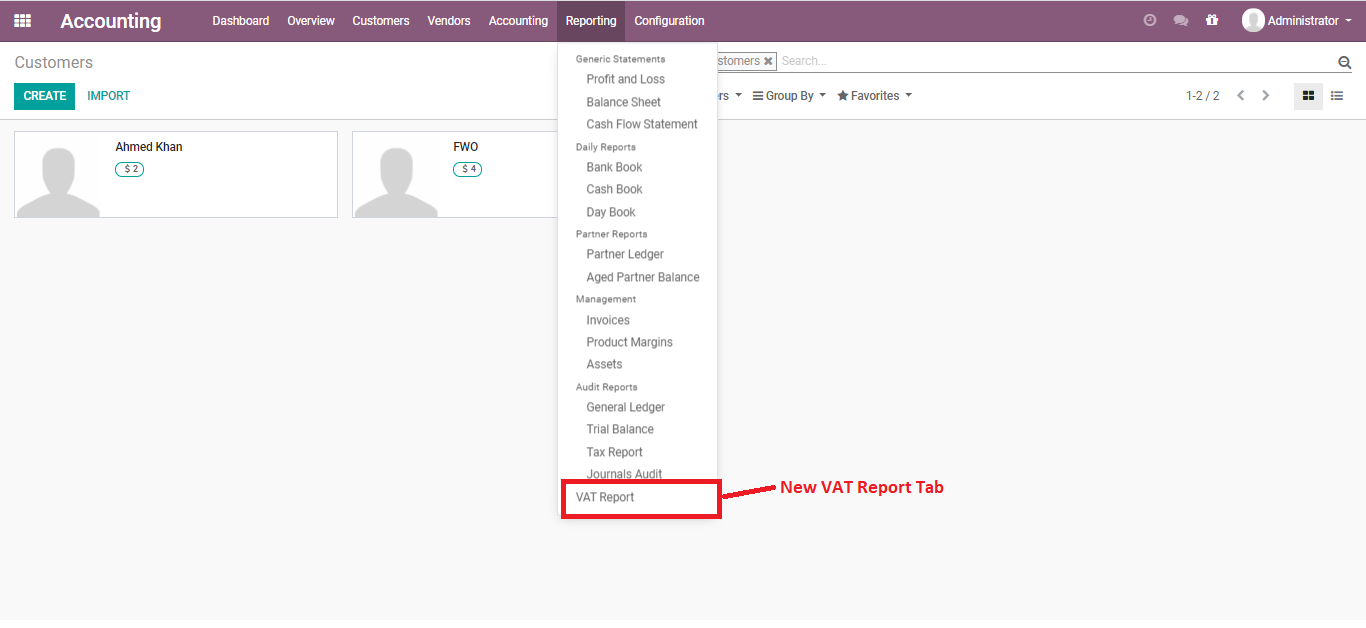 Accounting Dashboard Overview Customers Vendors Accounting Reporting Configuration Administrator
Customers
stomers Search...
CREATE IMPORT
rs Group By Favorites 1-2 / 2
Ahmed Khan
$ 2
FWO
$ 4
Generic Statements
Profit and Loss
Balance Sheet
Cash Flow Statement
Daily Reports
Bank Book
Cash Book
Day Book
Partner Reports
Partner Ledger
Aged Partner Balance
Management
Invoices
Product Margins
Assets
Audit Reports
General Ledger
Trial Balance
Tax Report
Journals Audit
VAT Report
New VAT Report Tab